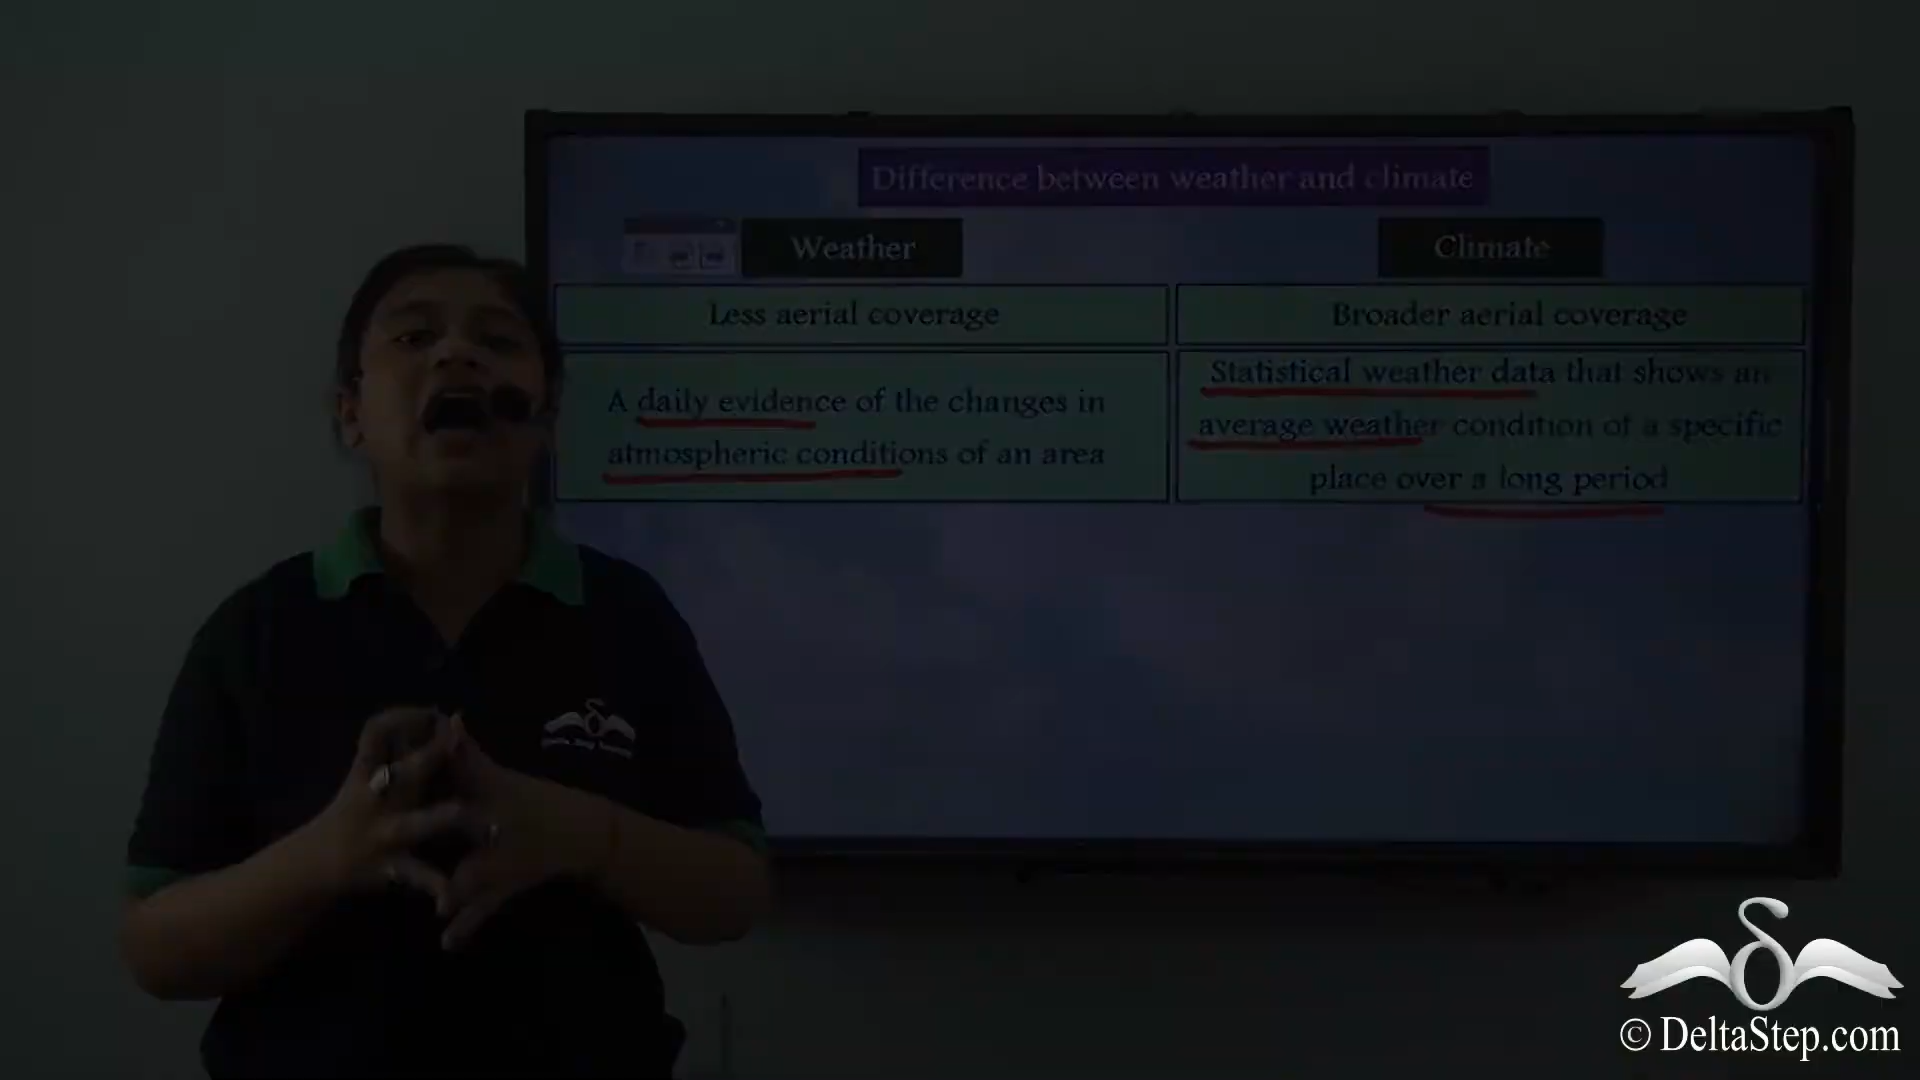 Difference between weather and climate
Weather
Climate
Less aerial coverage
Broader aerial coverage
A daily evidence of the changes in
atmospheric conditions of an area
Statistical weather data that shows an
average weather condition of a specific
place over a long period
© DeltaStep.com